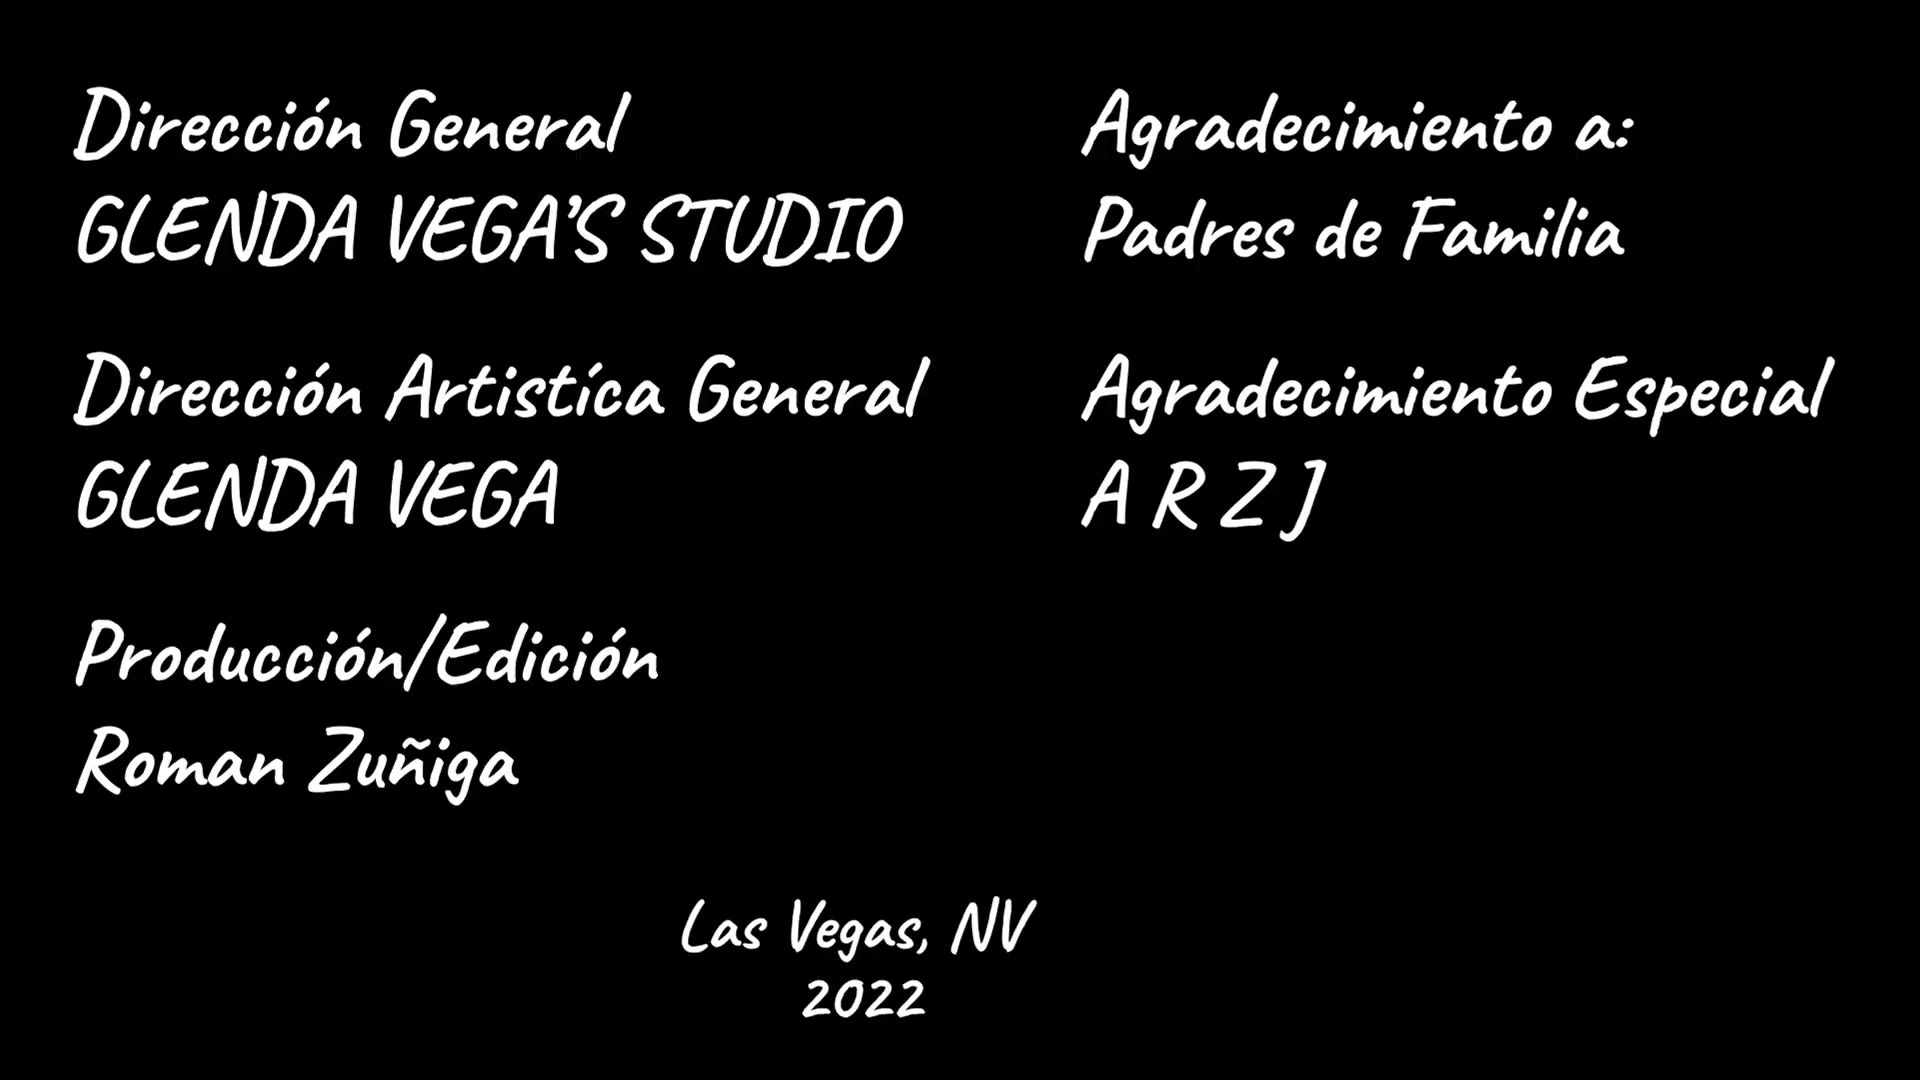 Dirección General
GLENDA VEGA'S STUDIO
Dirección Artistíca General
GLENDA VEGA
Producción/Edición
Roman Zuñiga
Agradecimiento a:
Padres de Familia
Agradecimiento Especial
A R Z J
Las Vegas, NV
2022